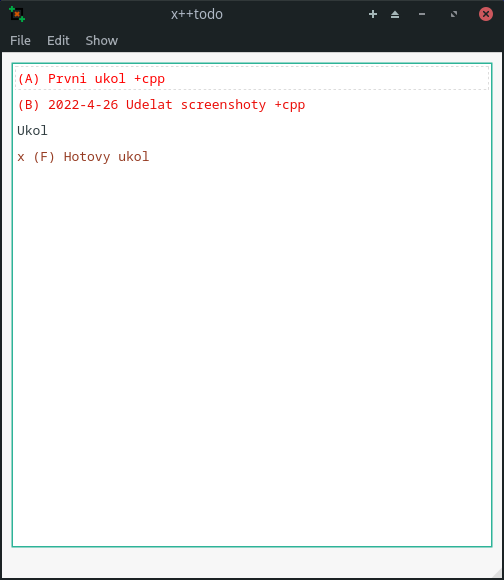 x++todo
File Edit Show
(A) Prvni ukol +cpp
(B) 2022-4-26 Udelat screenshoty +cpp
Ukol
x (F) Hotovy ukol